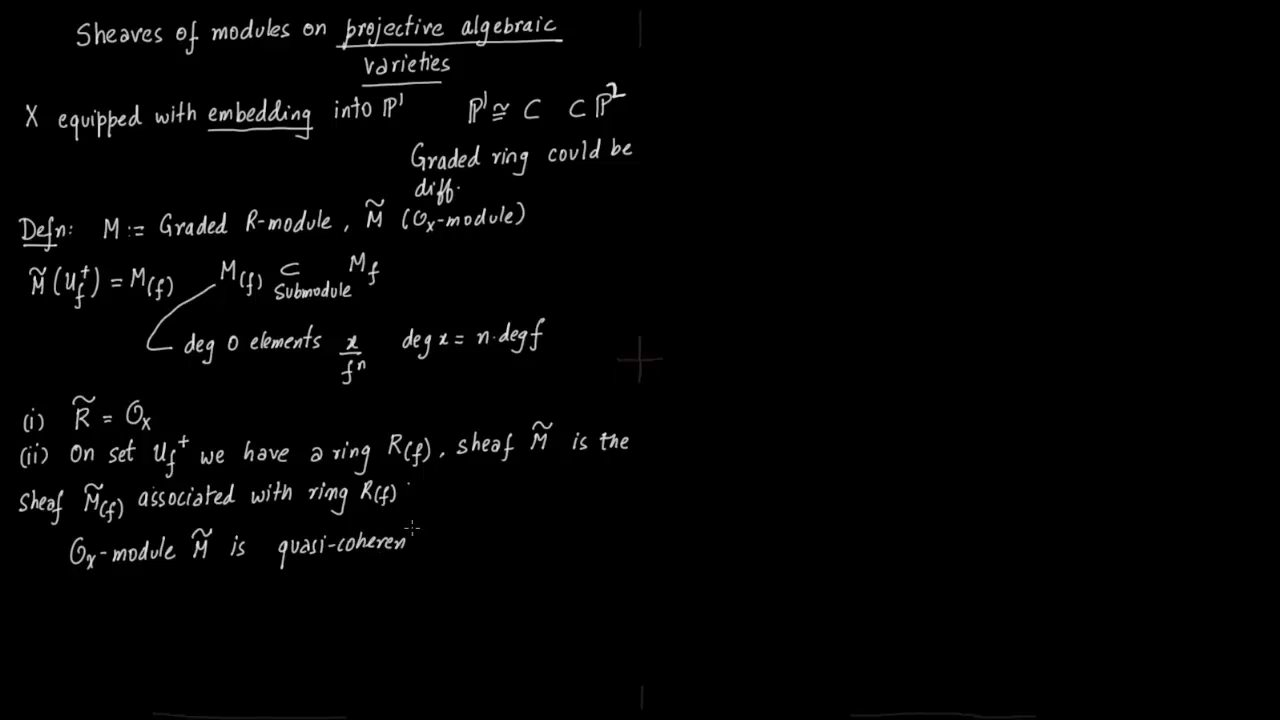 Sheaves of modules on projective algebraic
varieties
X equipped with embedding into ℙ¹ ℙ¹ ≅ C ⊂ ℙ²
Graded ring could be
diff.
Defn: M := Graded R-module, M̃ (O_x-module)
M̃(U_f^+) = M_(f) M_(f) ⊂ M_f
Submodule
deg 0 elements x/f^n deg x = n·deg f
(i) R̃ = O_x
(ii) On set U_f^+ we have a ring R_(f), sheaf M̃ is the
sheaf M̃_(f) associated with ring R_(f).
O_x-module M̃ is quasi-coheren